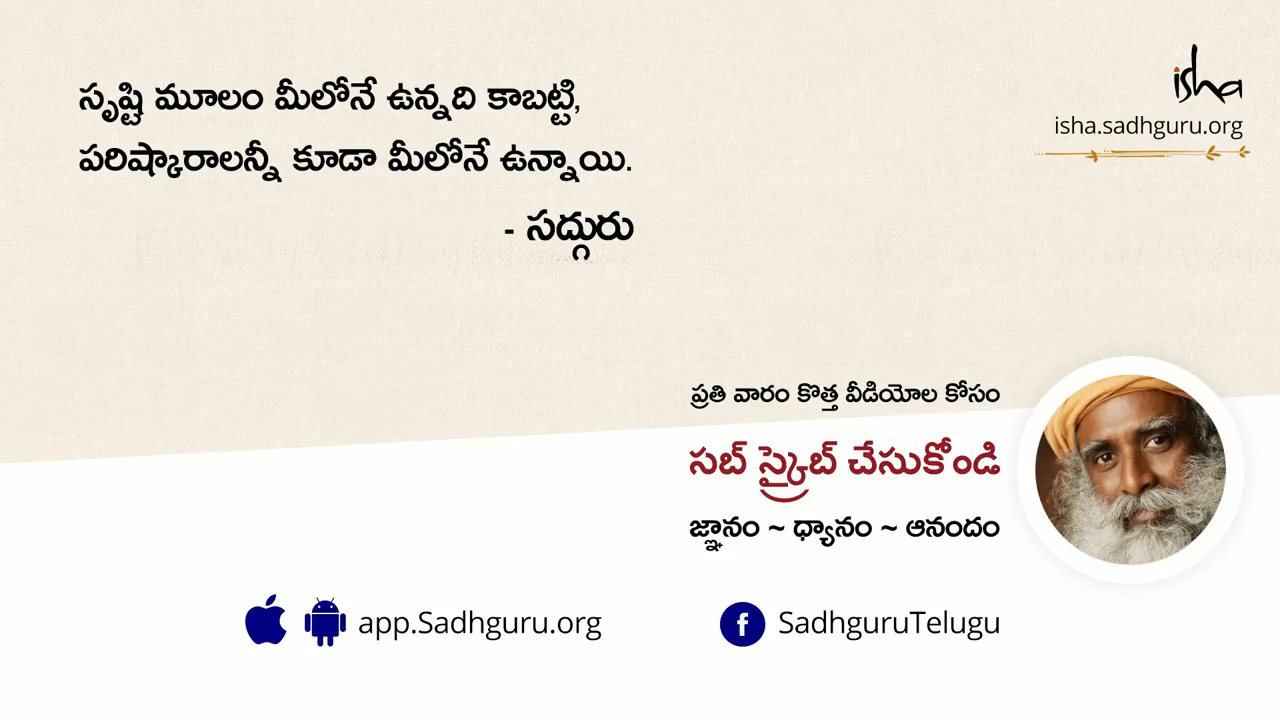 సృష్టి మూలం మీలోనే ఉన్నది కాబట్టి,
పరిష్కారాలన్నీ కూడా మీలోనే ఉన్నాయి.
- సద్గురు
isha
isha.sadhguru.org
ప్రతి వారం కొత్త వీడియోల కోసం
సబ్ స్క్రైబ్ చేసుకోండి
జ్ఞానం ~ ధ్యానం ~ ఆనందం
app.Sadhguru.org
SadhguruTelugu